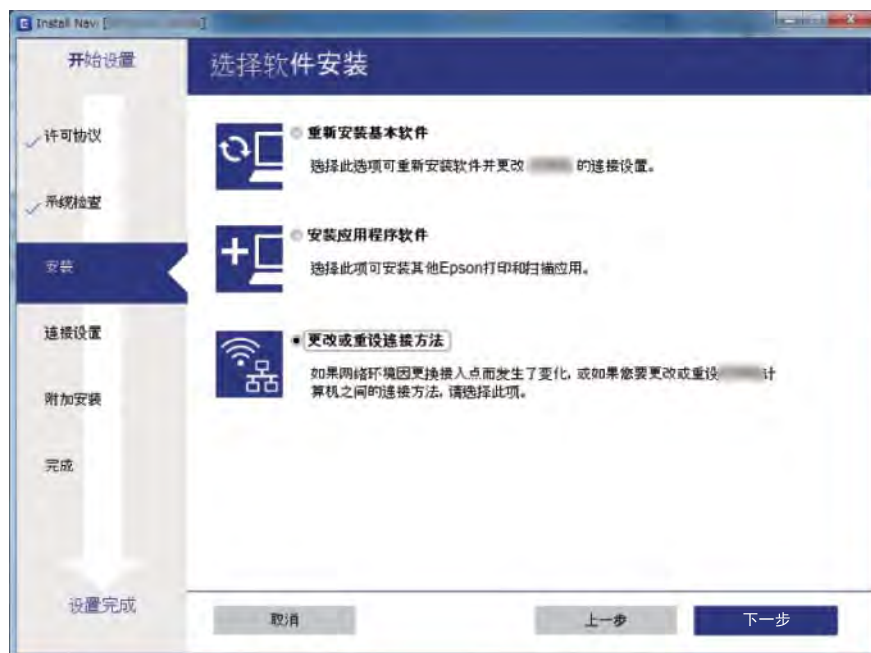 Install Navi [
]
开始设置
许可协议
系统检查
安装
连接设置
附加安装
完成
设置完成
选择软件安装
重新安装基本软件
选择此选项可重新安装软件并更改 的连接设置。
安装应用程序软件
选择此项可安装其他Epson打印和扫描应用。
更改或重设连接方法
如果网络环境因更换接入点而发生了变化, 或如果您要更改或重设 计
算机之间的连接方法, 请选择此项。
取消
上一步
下一步